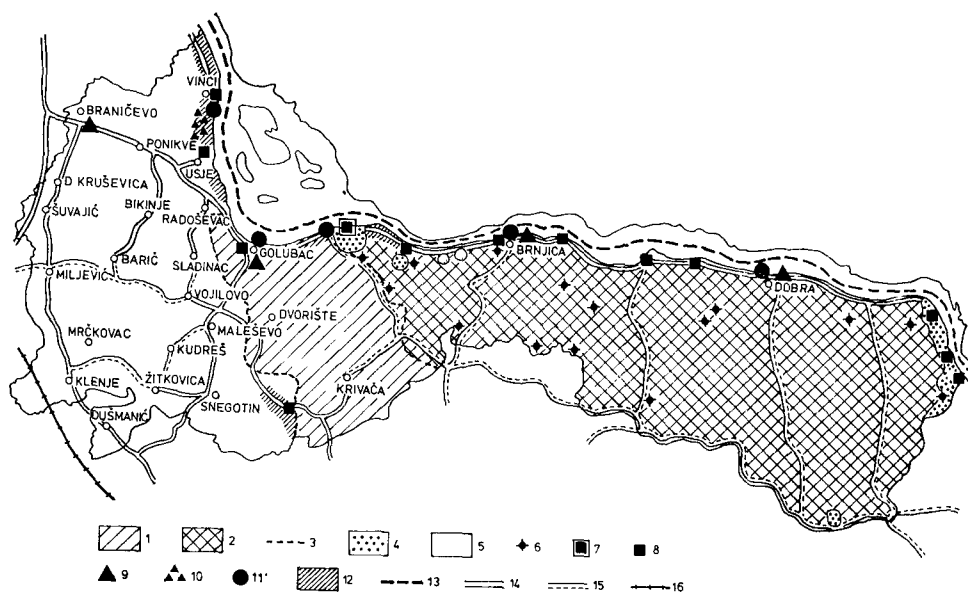 VINCI
BRANIČEVO
PONIKVE
USJE
D KRUŠEVICA
BIKINJE
ŠUVAJIĆ
RADOŠEVAC
GOLUBAC
BRNJICA
BARIČ
SLADINAC
MILJEVIĆ
DOBRA
VOJILOVO
DVORIŠTE
MALEŠEVO
MRČKOVAC
KUDREŠ
KLENJE
ŽITKOVICA
KRIVAČA
SNEGOTIN
DUŠMANIĆ
1 2 3 4 5 6 7 8
9 10 11' 12 13 14 15 16